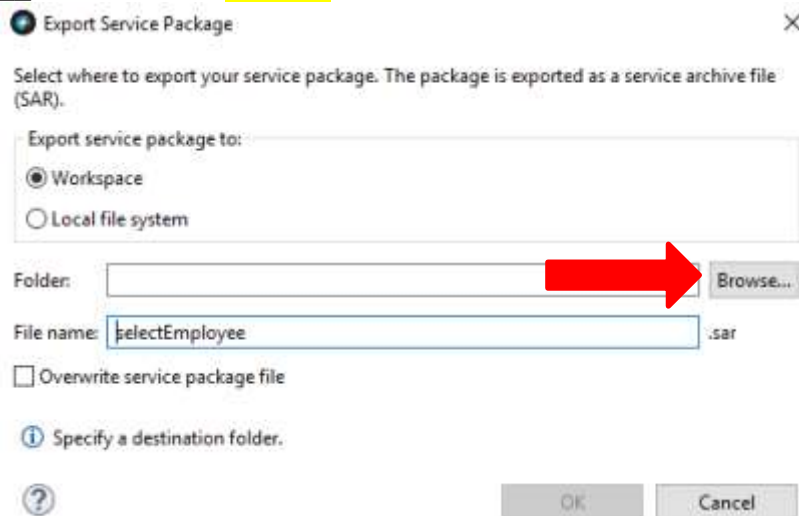 Export Service Package
Select where to export your service package. The package is exported as a service archive file
(SAR).
Export service package to:
Workspace
Local file system
Folder: Browse...
File name: selectEmployee .sar
Overwrite service package file
Specify a destination folder.
OK Cancel